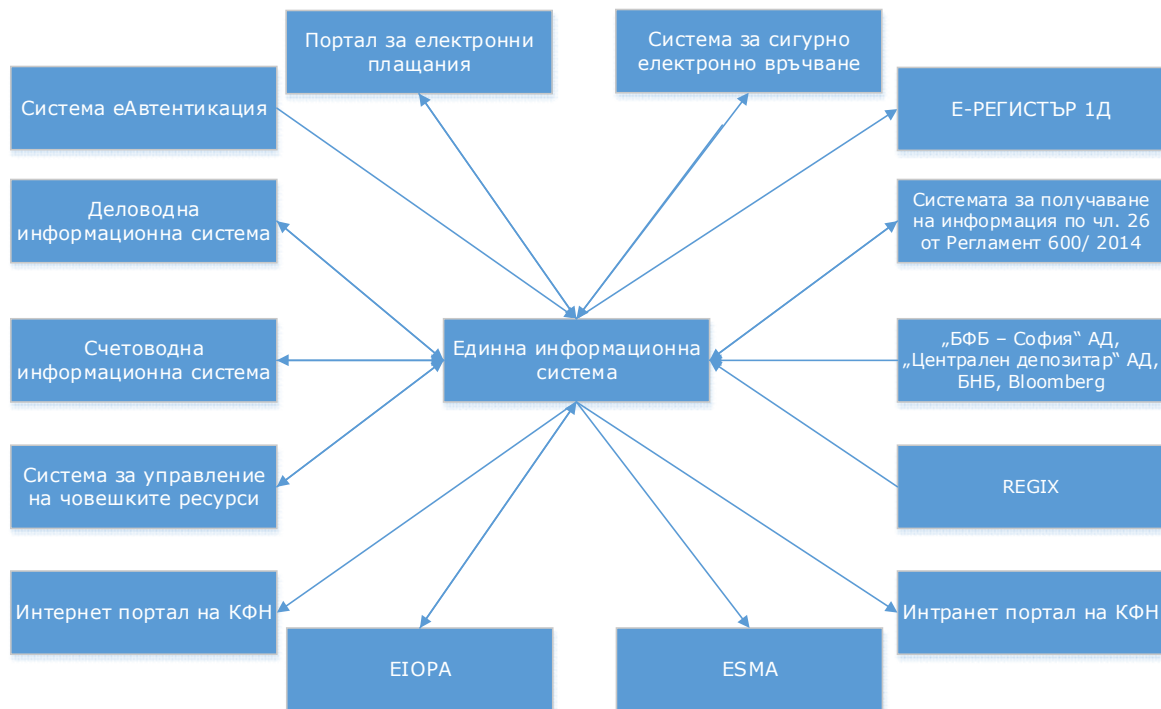 Портал за електронни
плащания
Система за сигурно
електронно връчване
Система еАвтентикация
Е-РЕГИСТЪР 1Д
Деловодна
информационна система
Системата за получаване
на информация по чл. 26
от Регламент 600/ 2014
Счетоводна
информационна система
Единна информационна
система
„БФБ – София“ АД,
„Централен депозитар“ АД,
БНБ, Bloomberg
Система за управление
на човешките ресурси
REGIX
Интернет портал на КФН
Интранет портал на КФН
EIOPA
ESMA